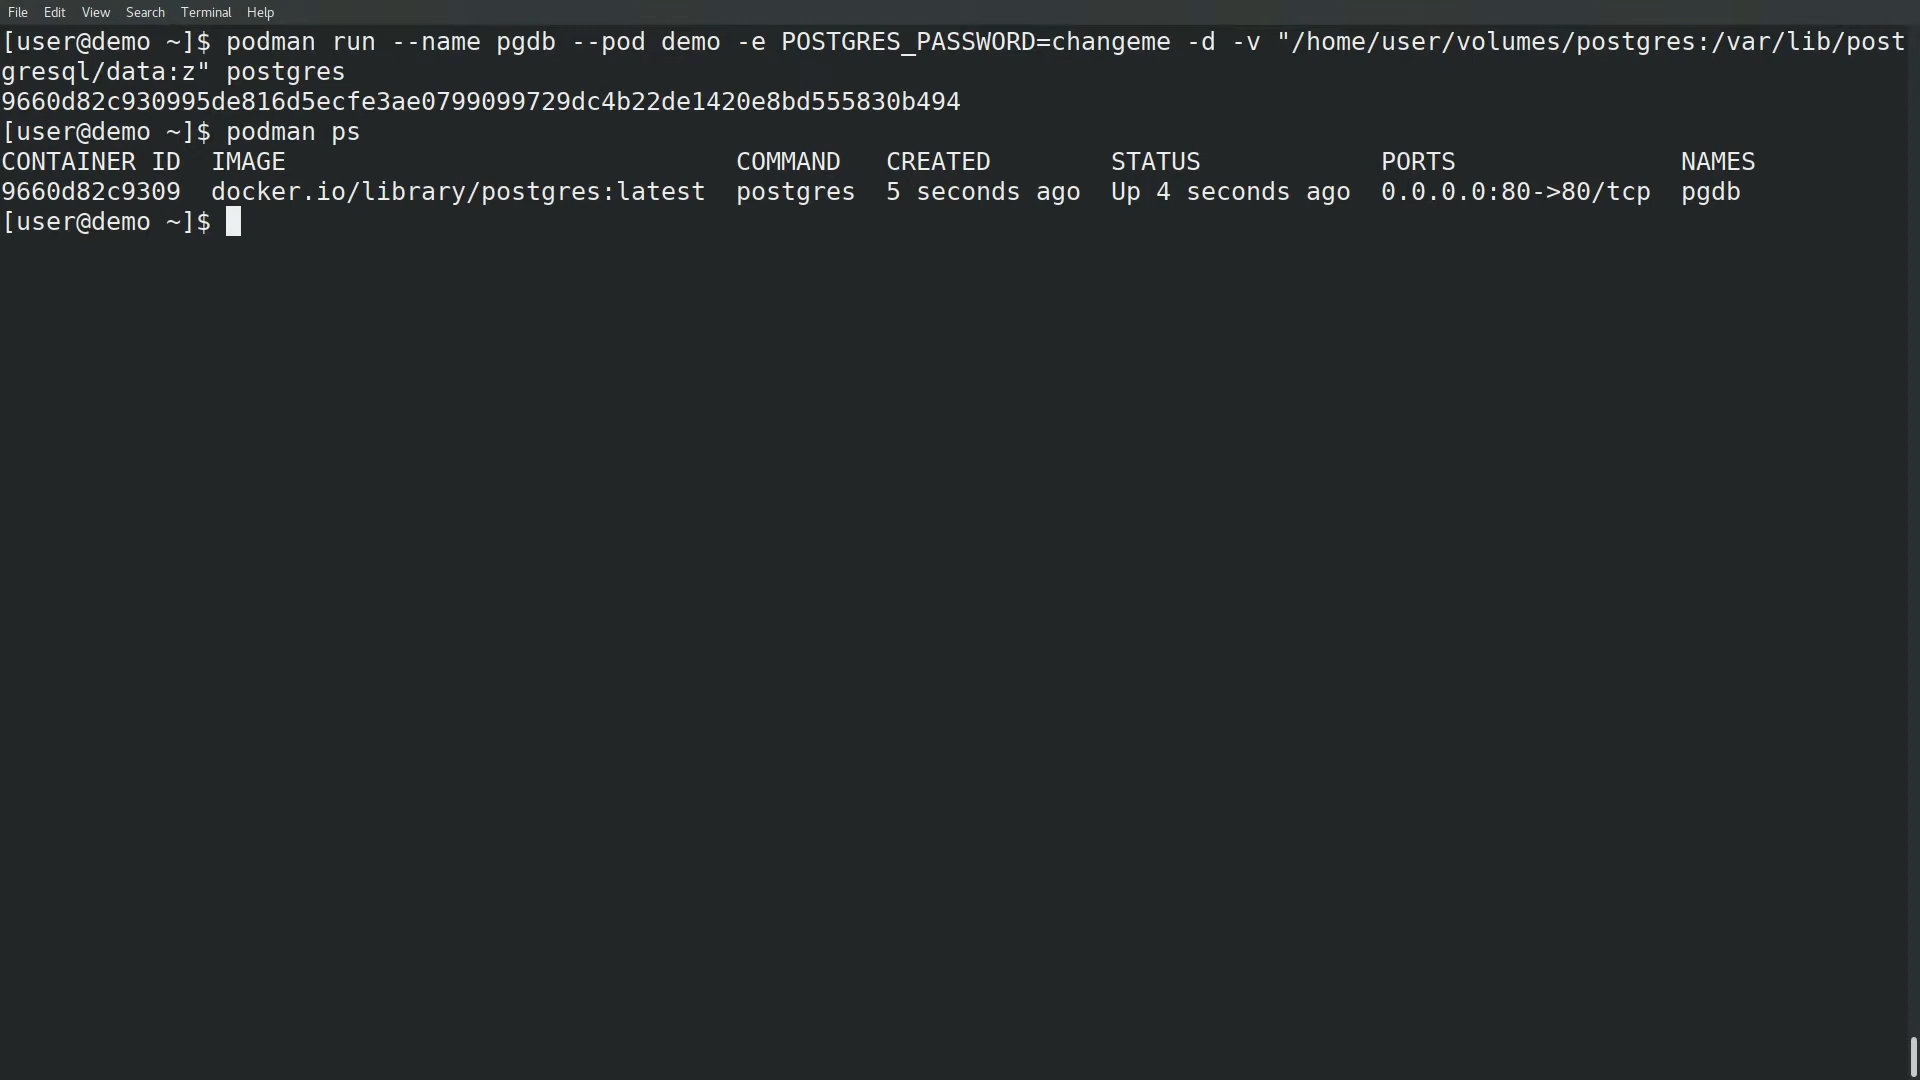 File Edit View Search Terminal Help
[user@demo ~]$ podman run --name pgdb --pod demo -e POSTGRES_PASSWORD=changeme -d -v "/home/user/volumes/postgres:/var/lib/post
gresql/data:z" postgres
9660d82c930995de816d5ecfe3ae0799099729dc4b22de1420e8bd555830b494
[user@demo ~]$ podman ps
CONTAINER ID  IMAGE                              COMMAND   CREATED        STATUS            PORTS               NAMES
9660d82c9309  docker.io/library/postgres:latest  postgres  5 seconds ago  Up 4 seconds ago  0.0.0.0:80->80/tcp  pgdb
[user@demo ~]$